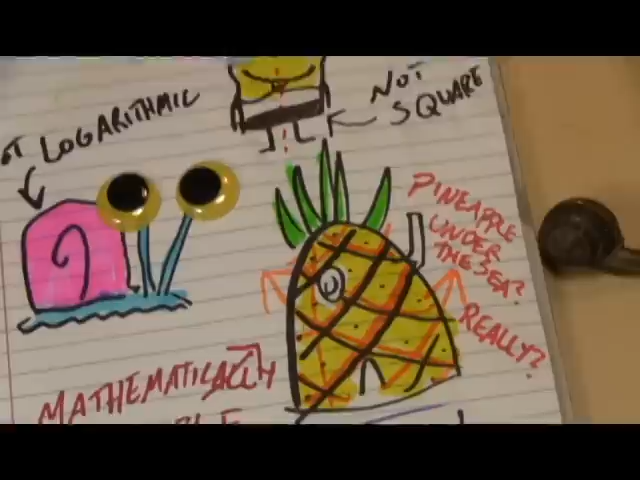 NOT
SQUARE
LOGARITHMIC
PINEAPPLE
UNDER
THE SEA?
REALLY?
MATHEMATICALLY